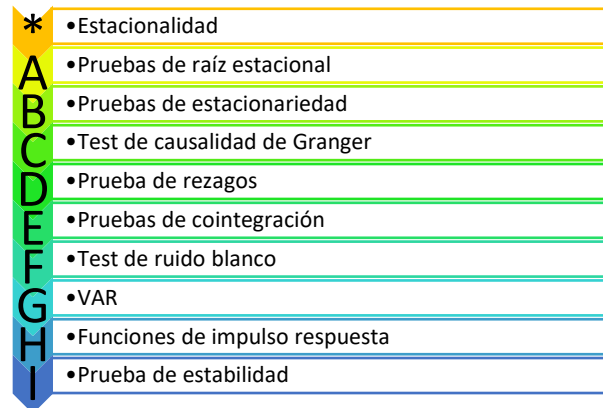 * •Estacionalidad
A •Pruebas de raíz estacional
B •Pruebas de estacionariedad
C •Test de causalidad de Granger
D •Prueba de rezagos
E •Pruebas de cointegración
F •Test de ruido blanco
G •VAR
H •Funciones de impulso respuesta
I •Prueba de estabilidad